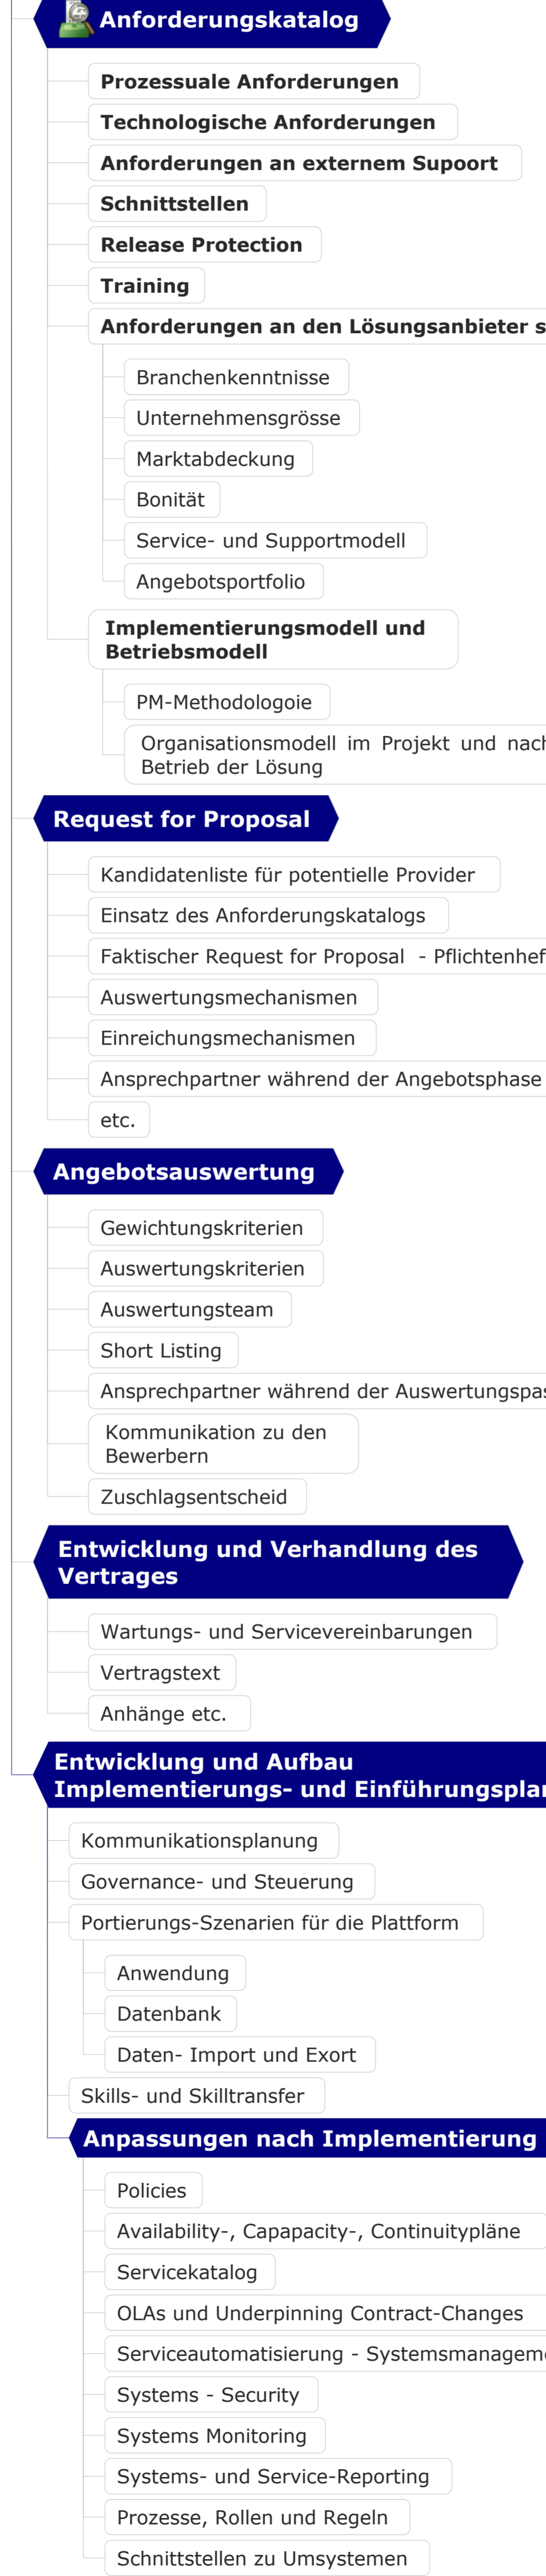 Anforderungskatalog
Prozessuale Anforderungen
Technologische Anforderungen
Anforderungen an externem Supoort
Schnittstellen
Release Protection
Training
Anforderungen an den Lösungsanbieter s
Branchenkenntnisse
Unternehmensgrösse
Marktabdeckung
Bonität
Service- und Supportmodell
Angebotsportfolio
Implementierungsmodell und
Betriebsmodell
PM-Methodologoie
Organisationsmodell im Projekt und nach
Betrieb der Lösung
Request for Proposal
Kandidatenliste für potentielle Provider
Einsatz des Anforderungskatalogs
Faktischer Request for Proposal - Pflichtenhef
Auswertungsmechanismen
Einreichungsmechanismen
Ansprechpartner während der Angebotsphase
etc.
Angebotsauswertung
Gewichtungskriterien
Auswertungskriterien
Auswertungsteam
Short Listing
Ansprechpartner während der Auswertungspas
Kommunikation zu den
Bewerbern
Zuschlagsentscheid
Entwicklung und Verhandlung des
Vertrages
Wartungs- und Servicevereinbarungen
Vertragstext
Anhänge etc.
Entwicklung und Aufbau
Implementierungs- und Einführungsplan
Kommunikationsplanung
Governance- und Steuerung
Portierungs-Szenarien für die Plattform
Anwendung
Datenbank
Daten- Import und Exort
Skills- und Skilltransfer
Anpassungen nach Implementierung
Policies
Availability-, Capapacity-, Continuitypläne
Servicekatalog
OLAs und Underpinning Contract-Changes
Serviceautomatisierung - Systemsmanageme
Systems - Security
Systems Monitoring
Systems- und Service-Reporting
Prozesse, Rollen und Regeln
Schnittstellen zu Umsystemen